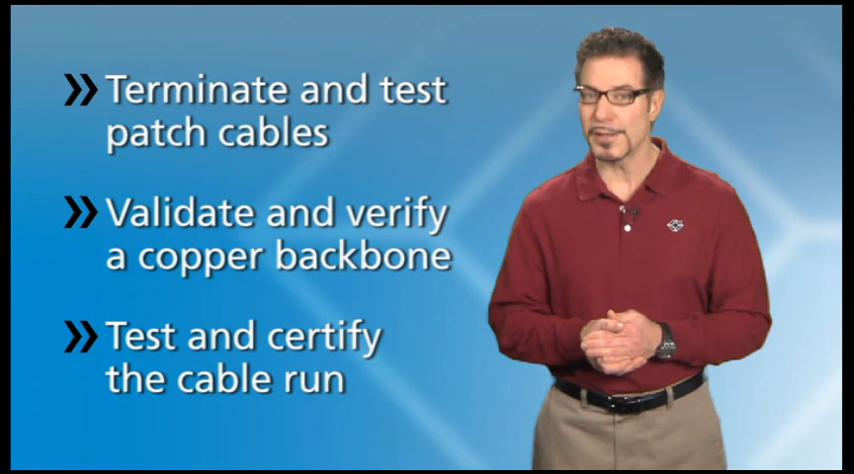 Terminate and test
patch cables
Validate and verify
a copper backbone
Test and certify
the cable run